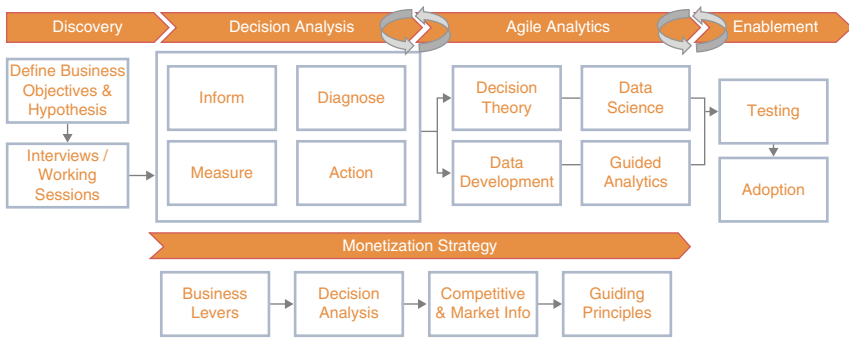 Discovery
Decision Analysis
Agile Analytics
Enablement
Define Business
Objectives &
Hypothesis
Interviews /
Working
Sessions
Inform
Diagnose
Measure
Action
Decision
Theory
Data
Science
Data
Development
Guided
Analytics
Testing
Adoption
Monetization Strategy
Business
Levers
Decision
Analysis
Competitive
& Market Info
Guiding
Principles